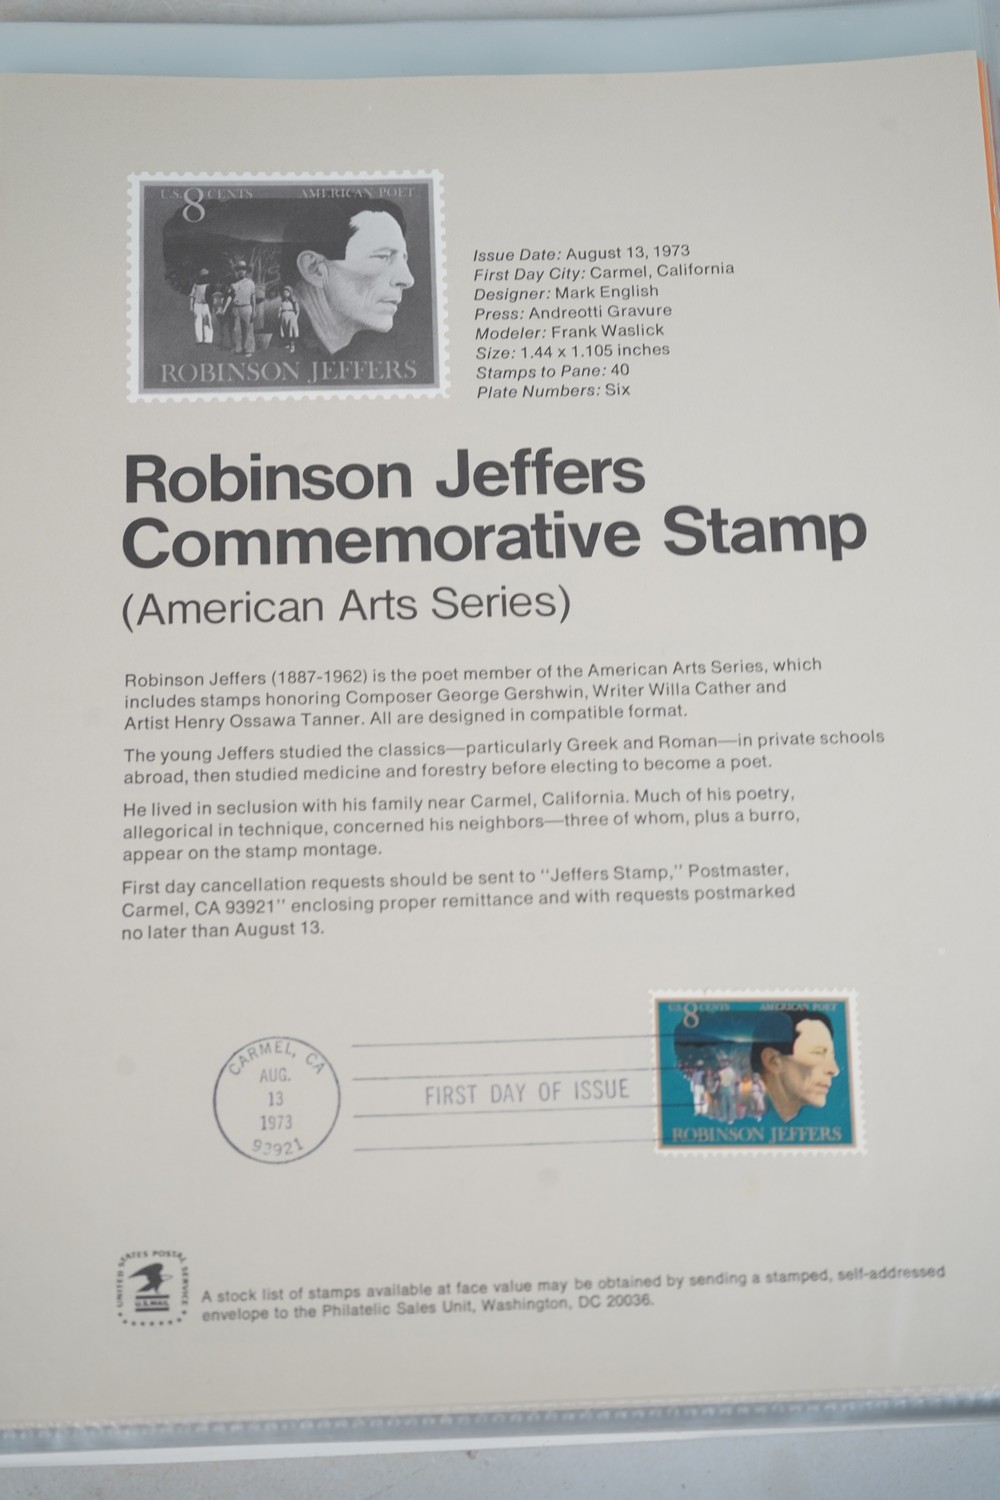 U.S. 8 CENTS AMERICAN POET
ROBINSON JEFFERS
Issue Date: August 13, 1973
First Day City: Carmel, California
Designer: Mark English
Press: Andreotti Gravure
Modeler: Frank Waslick
Size: 1.44 x 1.105 inches
Stamps to Pane: 40
Plate Numbers: Six
Robinson Jeffers
Commemorative Stamp
(American Arts Series)
Robinson Jeffers (1887-1962) is the poet member of the American Arts Series, which
includes stamps honoring Composer George Gershwin, Writer Willa Cather and
Artist Henry Ossawa Tanner. All are designed in compatible format.
The young Jeffers studied the classics—particularly Greek and Roman—in private schools
abroad, then studied medicine and forestry before electing to become a poet.
He lived in seclusion with his family near Carmel, California. Much of his poetry,
allegorical in technique, concerned his neighbors—three of whom, plus a burro,
appear on the stamp montage.
First day cancellation requests should be sent to "Jeffers Stamp," Postmaster,
Carmel, CA 93921" enclosing proper remittance and with requests postmarked
no later than August 13.
CARMEL, CA
AUG.
13
1973
93921
FIRST DAY OF ISSUE
U.S. 8 CENTS AMERICAN POET
ROBINSON JEFFERS
UNITED STATES POSTAL SERVICE
U.S. MAIL
A stock list of stamps available at face value may be obtained by sending a stamped, self-addressed
envelope to the Philatelic Sales Unit, Washington, DC 20036.